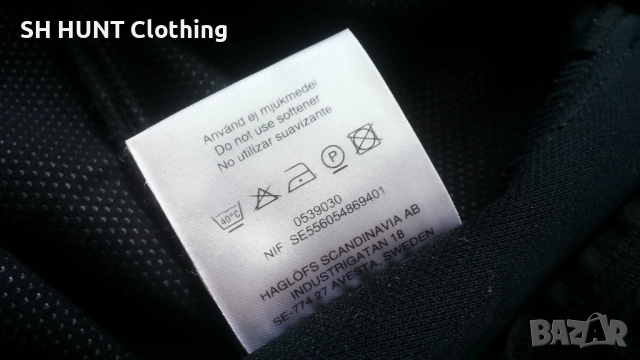 SH HUNT Clothing
Använd ej mjukmedel
Do not use softener
No utilizar suavizante
40°C
P
0539030
NIF: SE556054869401
HAGLÖFS SCANDINAVIA AB
INDUSTRIGATAN 18
SE-774 27 AVESTA, SWEDEN
BAZAR